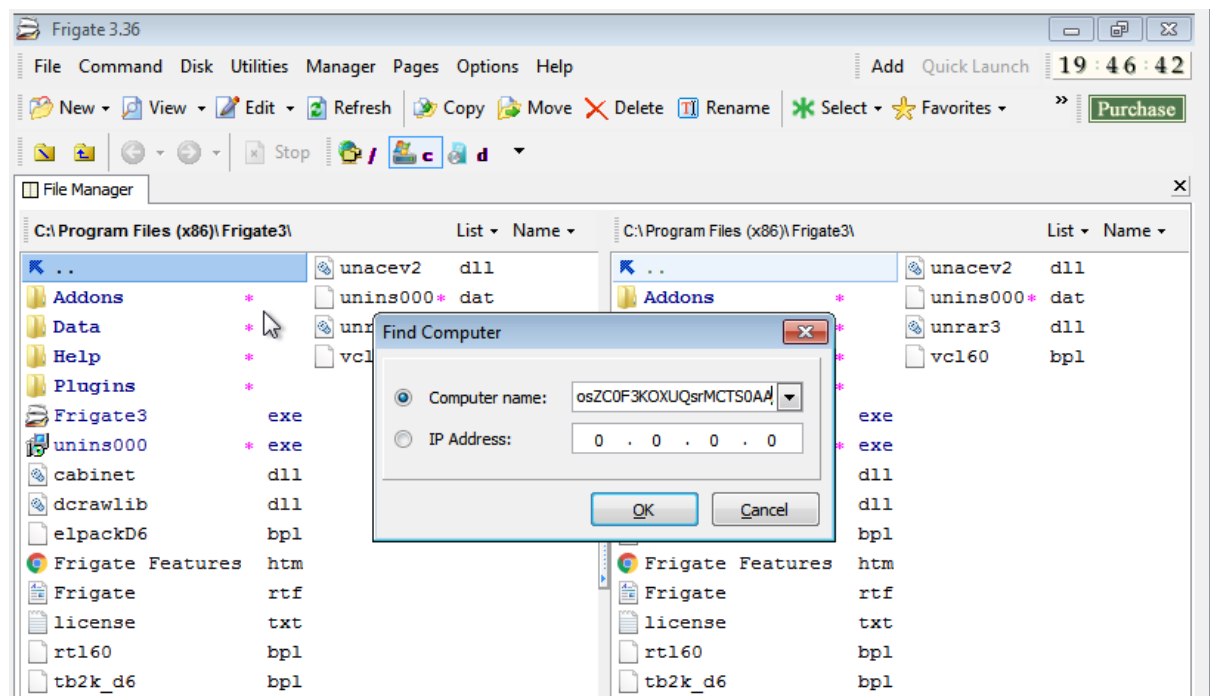 Frigate 3.36
File Command Disk Utilities Manager Pages Options Help Add Quick Launch 19:46:42
New View Edit Refresh Copy Move Delete Rename Select Favorites » Purchase
Stop / c d
File Manager
C:\Program Files (x86)\Frigate3\ List Name C:\Program Files (x86)\Frigate3\ List Name
.. unacev2 dll .. unacev2 dll
Addons * unins000* dat Addons * unins000* dat
Data * unr * unrar3 dll
Help * vcl * vcl60 bpl
Plugins * *
Frigate3 exe exe
unins000 * exe * exe
cabinet dll dll
dcrawlib dll dll
elpackD6 bpl bpl
Frigate Features htm Frigate Features htm
Frigate rtf Frigate rtf
license txt license txt
rtl60 bpl rtl60 bpl
tb2k_d6 bpl tb2k_d6 bpl
Find Computer
Computer name: osZC0F3KOXUQsrMCTS0AA
IP Address: 0 . 0 . 0 . 0
OK Cancel